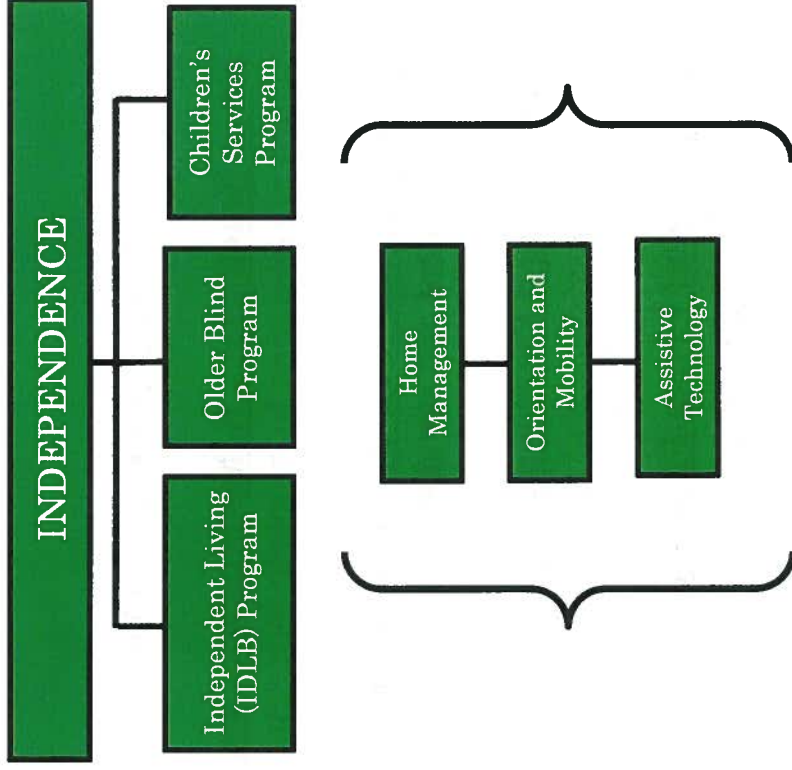 INDEPENDENCE
Independent Living
(IDLB) Program
Older Blind
Program
Children's
Services
Program
Home
Management
Orientation and
Mobility
Assistive
Technology